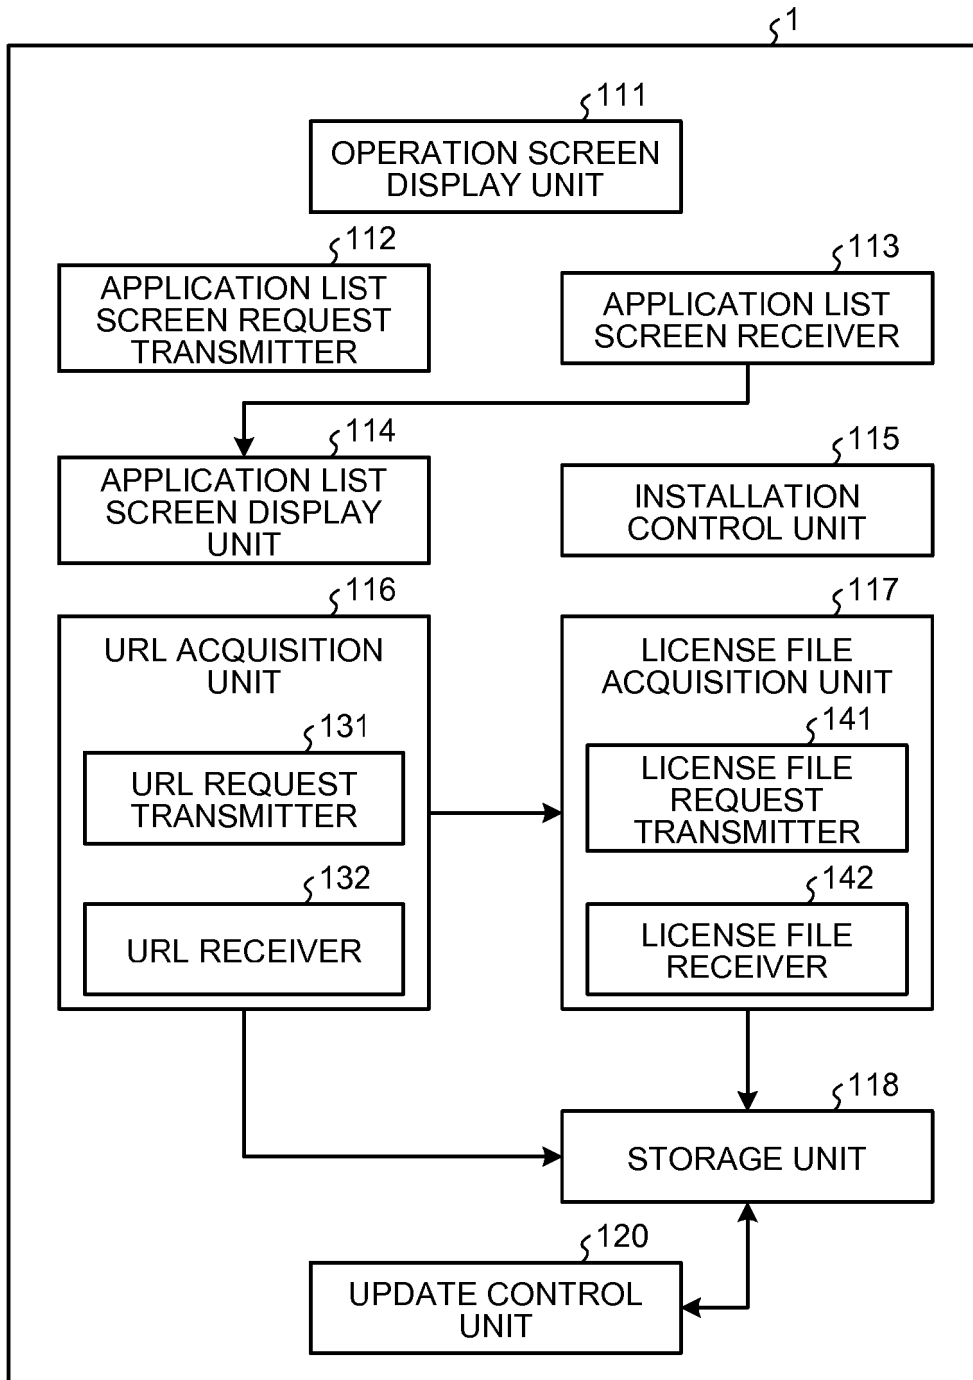 1
111
OPERATION SCREEN
DISPLAY UNIT
112
APPLICATION LIST
SCREEN REQUEST
TRANSMITTER
113
APPLICATION LIST
SCREEN RECEIVER
114
APPLICATION LIST
SCREEN DISPLAY
UNIT
115
INSTALLATION
CONTROL UNIT
116
URL ACQUISITION
UNIT
131
URL REQUEST
TRANSMITTER
132
URL RECEIVER
117
LICENSE FILE
ACQUISITION UNIT
141
LICENSE FILE
REQUEST
TRANSMITTER
142
LICENSE FILE
RECEIVER
118
STORAGE UNIT
120
UPDATE CONTROL
UNIT